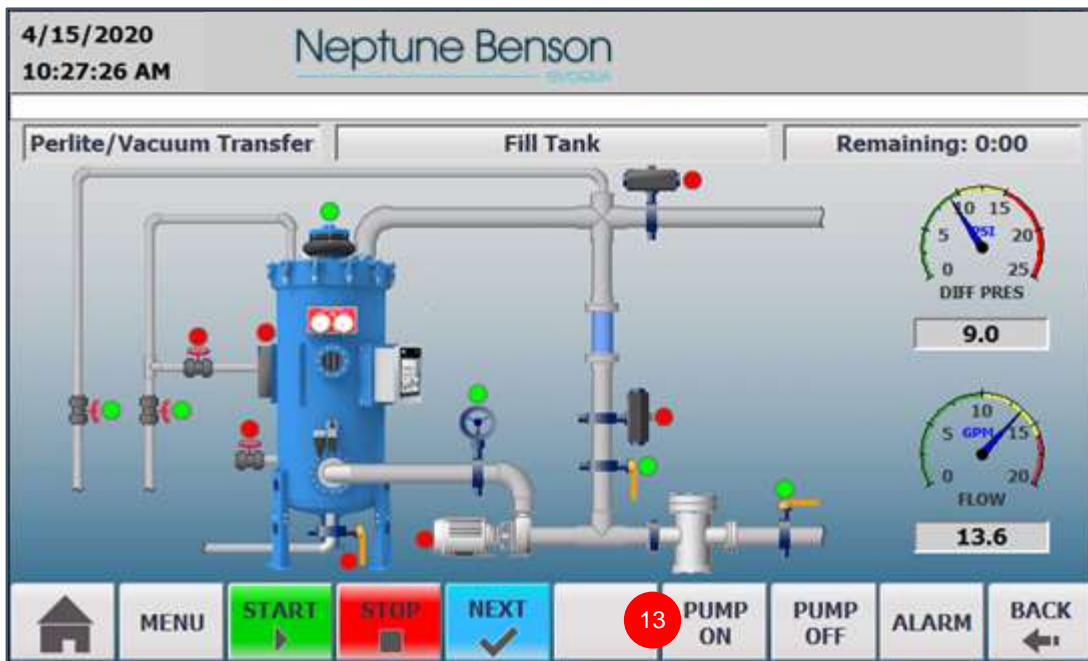 4/15/2020
10:27:26 AM
Neptune Benson
EVOQUA
Perlite/Vacuum Transfer
Fill Tank
Remaining: 0:00
0 5 10 15 20 25
PSI
DIFF PRES
9.0
0 5 10 15 20
GPM
FLOW
13.6
MENU
START
STOP
NEXT
13
PUMP
ON
PUMP
OFF
ALARM
BACK